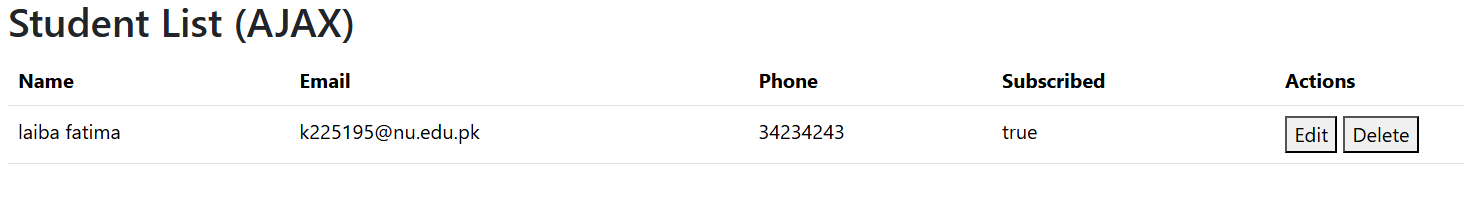 Student List (AJAX)
Name Email Phone Subscribed Actions
laiba fatima k225195@nu.edu.pk 34234243 true Edit Delete